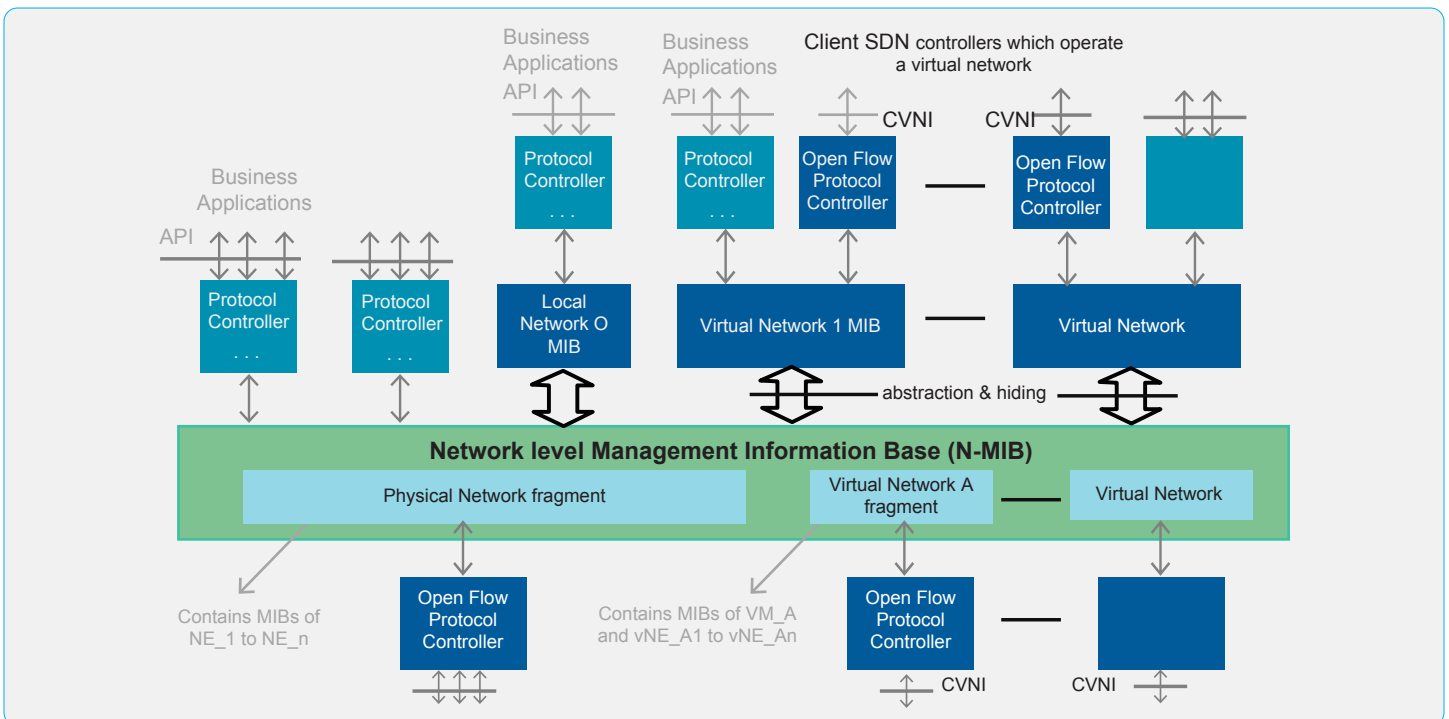 Business
Applications
API
Business
Applications
API
Client SDN controllers which operate
a virtual network
CVNI
CVNI
Protocol
Controller
. . .
Protocol
Controller
. . .
Open Flow
Protocol
Controller
Open Flow
Protocol
Controller
Business
Applications
API
Protocol
Controller
. . .
Protocol
Controller
. . .
Local
Network O
MIB
Virtual Network 1 MIB
Virtual Network
abstraction & hiding
Network level Management Information Base (N-MIB)
Physical Network fragment
Virtual Network A
fragment
Virtual Network
Contains MIBs of
NE_1 to NE_n
Open Flow
Protocol
Controller
Contains MIBs of VM_A
and vNE_A1 to vNE_An
Open Flow
Protocol
Controller
CVNI
CVNI